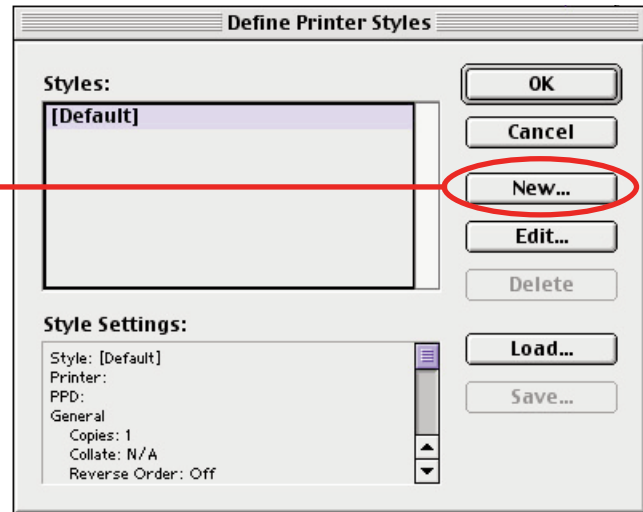 Define Printer Styles
Styles:
[Default]
OK
Cancel
New...
Edit...
Delete
Style Settings:
Style: [Default]
Printer:
PPD:
General
Copies: 1
Collate: N/A
Reverse Order: Off
Load...
Save...